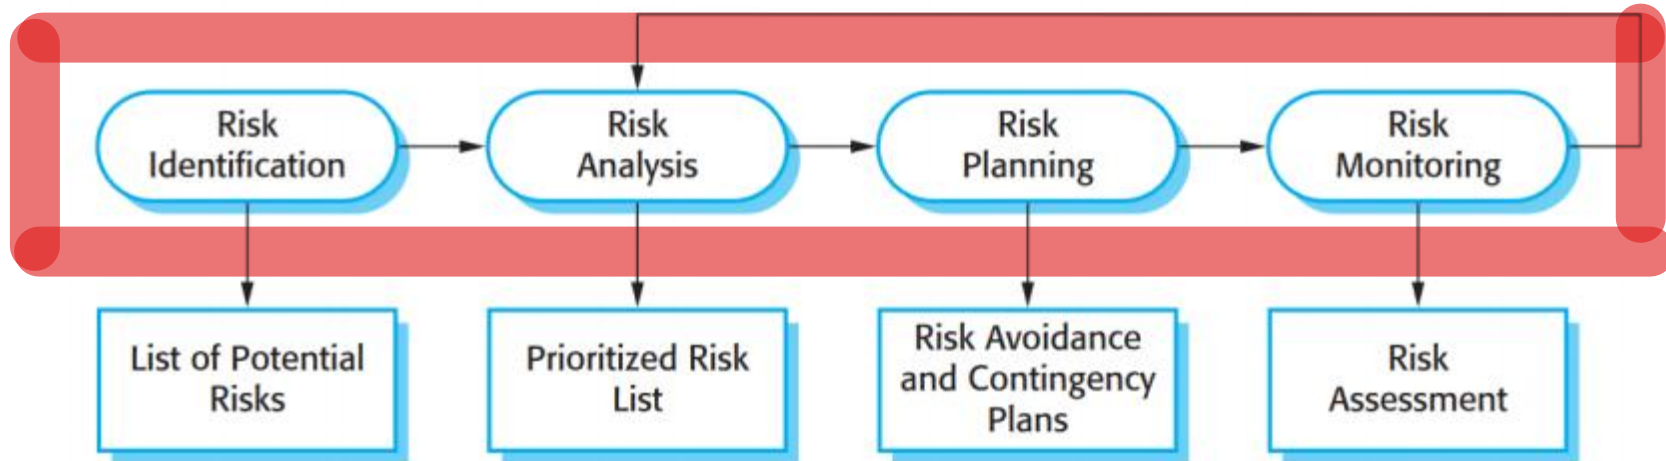 Risk
Identification
Risk
Analysis
Risk
Planning
Risk
Monitoring
List of Potential
Risks
Prioritized Risk
List
Risk Avoidance
and Contingency
Plans
Risk
Assessment